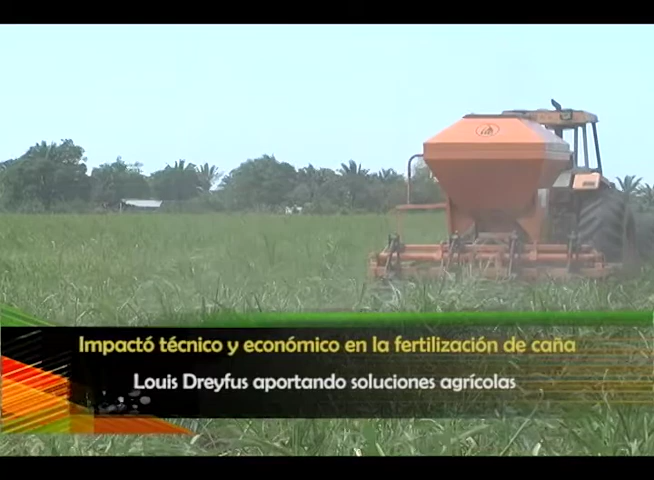 Impactó técnico y económico en la fertilización de caña
Louis Dreyfus aportando soluciones agrícolas